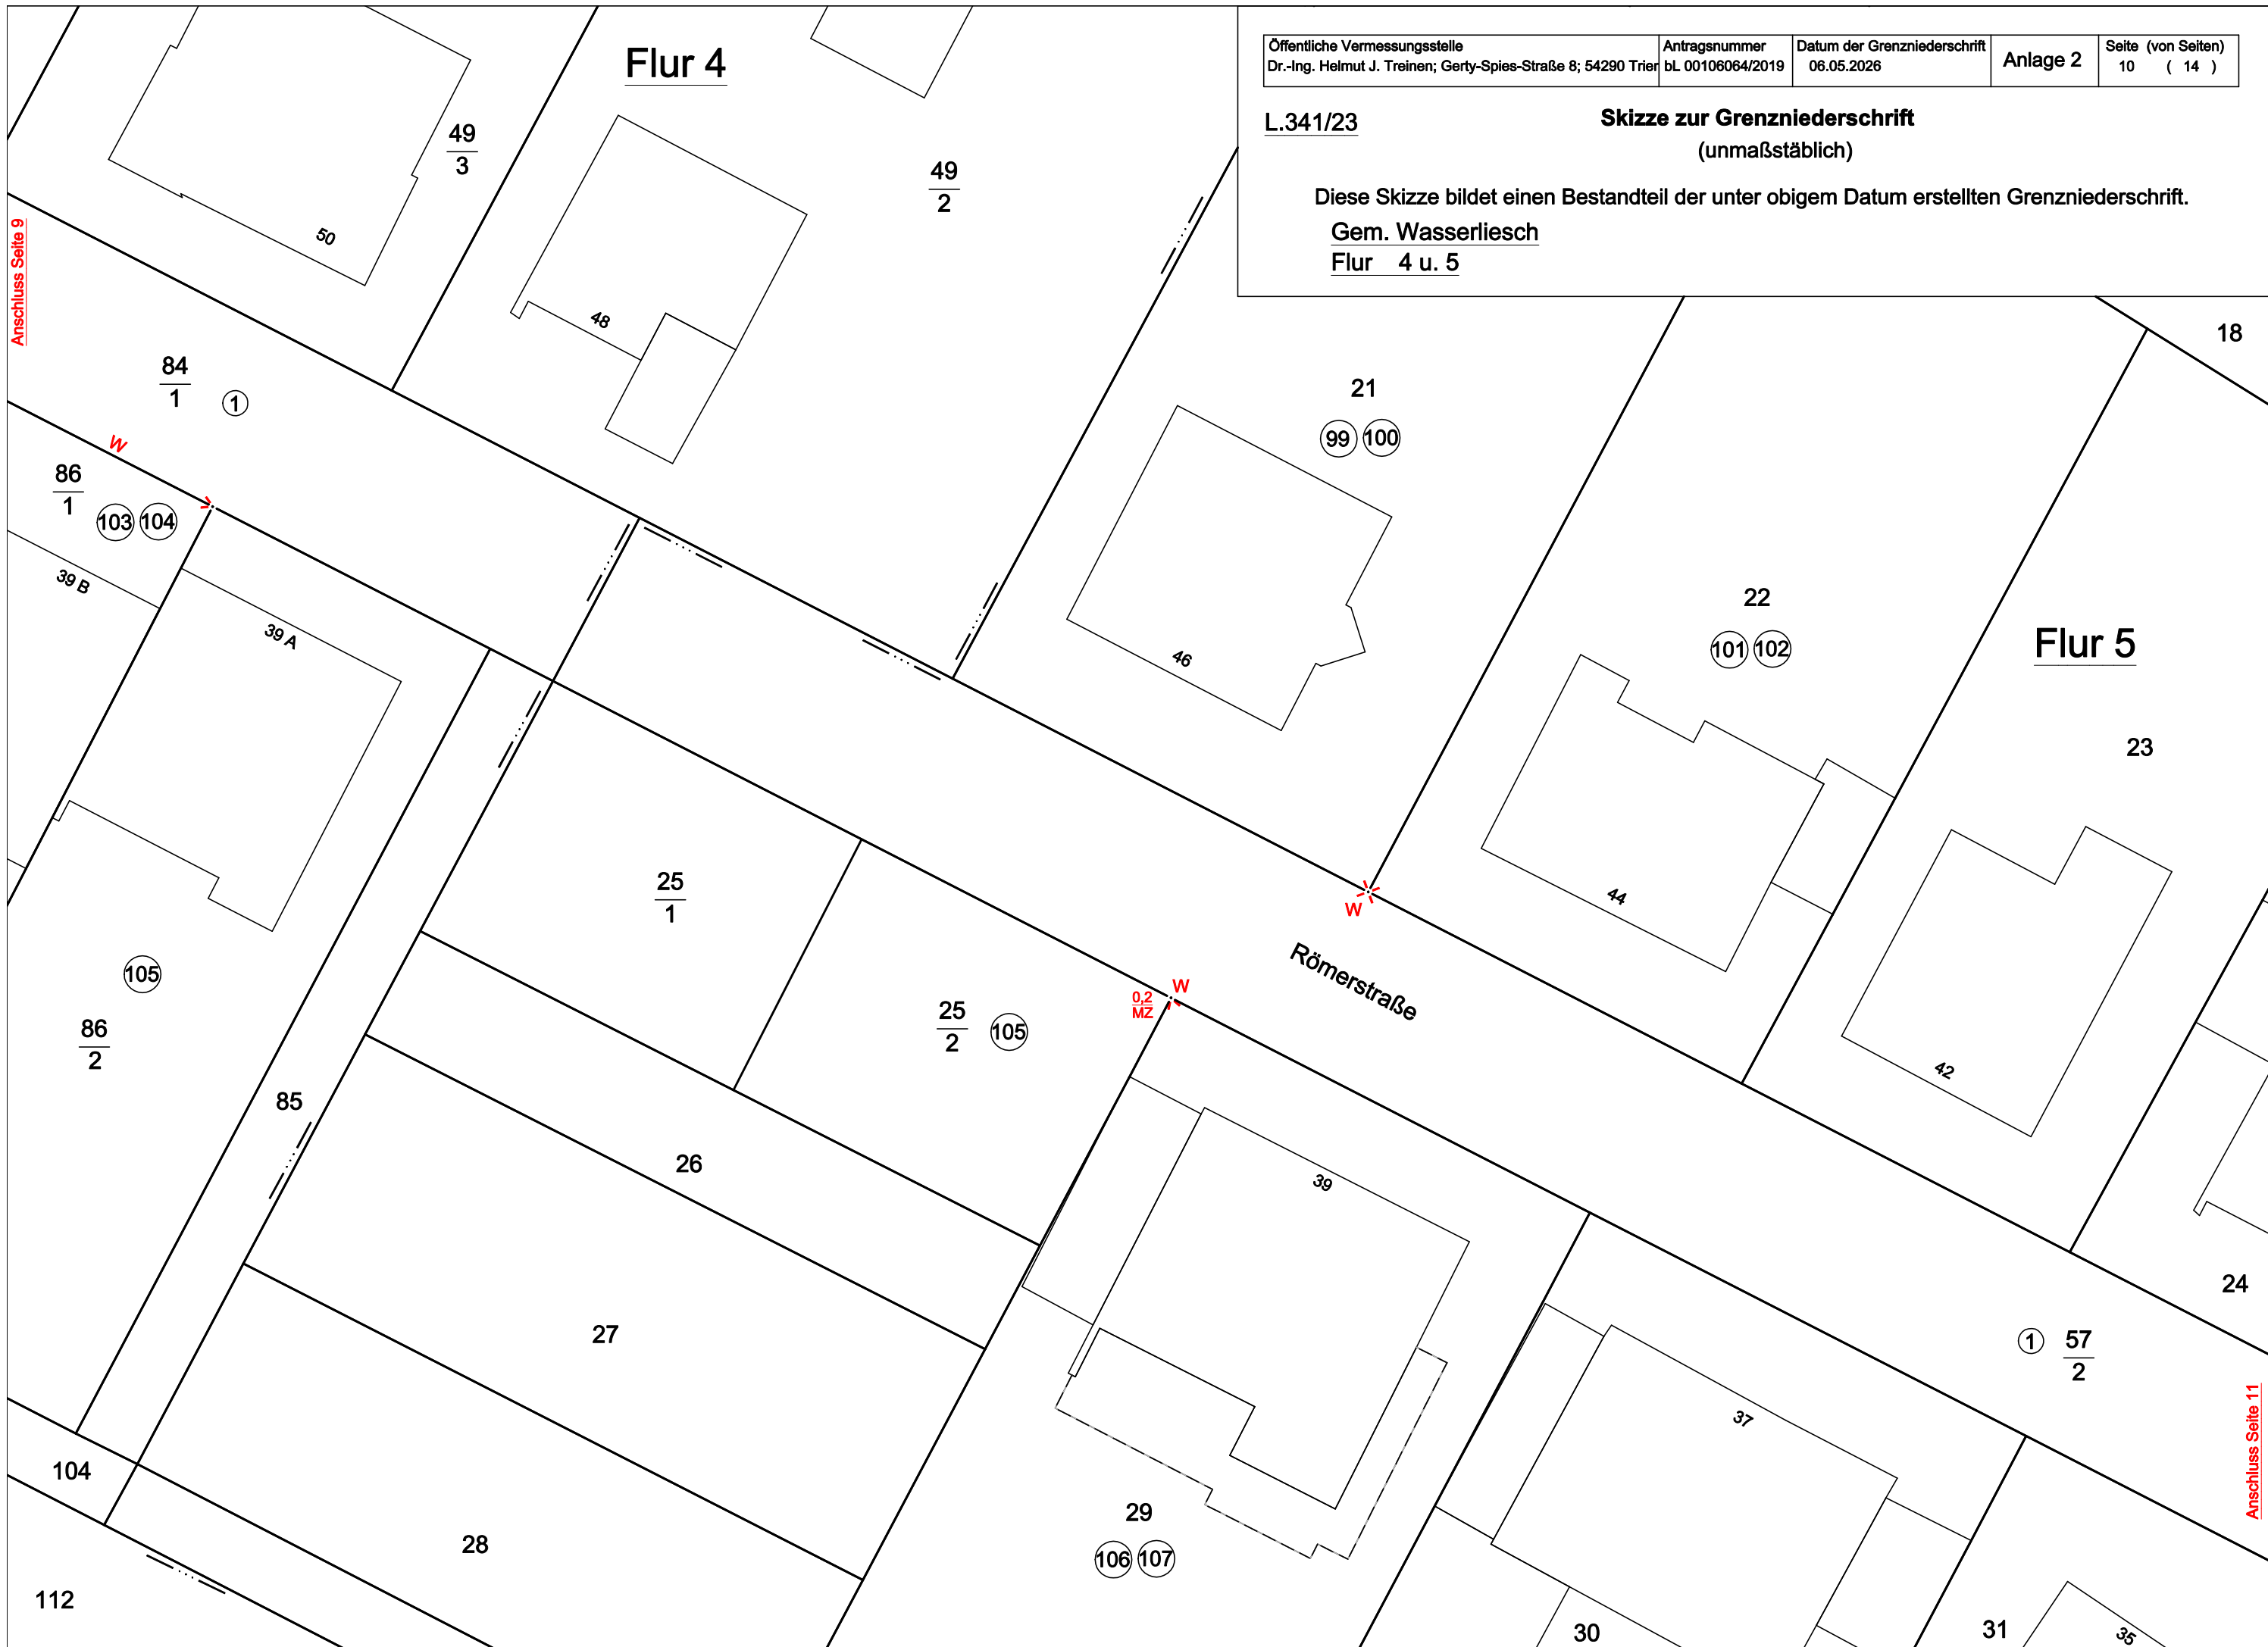 Öffentliche Vermessungsstelle
Dr.-Ing. Helmut J. Treinen; Gerty-Spies-Straße 8; 54290 Trier
Antragsnummer
bL 00106064/2019
Datum der Grenzniederschrift
06.05.2026
Anlage 2
Seite (von Seiten)
10 ( 14 )
L.341/23
Skizze zur Grenzniederschrift
(unmaßstäblich)
Diese Skizze bildet einen Bestandteil der unter obigem Datum erstellten Grenzniederschrift.
Gem. Wasserliesch
Flur 4 u. 5
Flur 4
49
3
49
2
50
48
Anschluss Seite 9
84
1
1
W
86
1
103 104
39 B
39 A
21
99 100
46
18
22
101 102
44
Flur 5
23
42
25
1
W
Römerstraße
W
0,2
MZ
25
2
105
105
86
2
85
26
39
27
24
1
57
2
Anschluss Seite 11
37
104
28
29
106 107
112
30
31
35